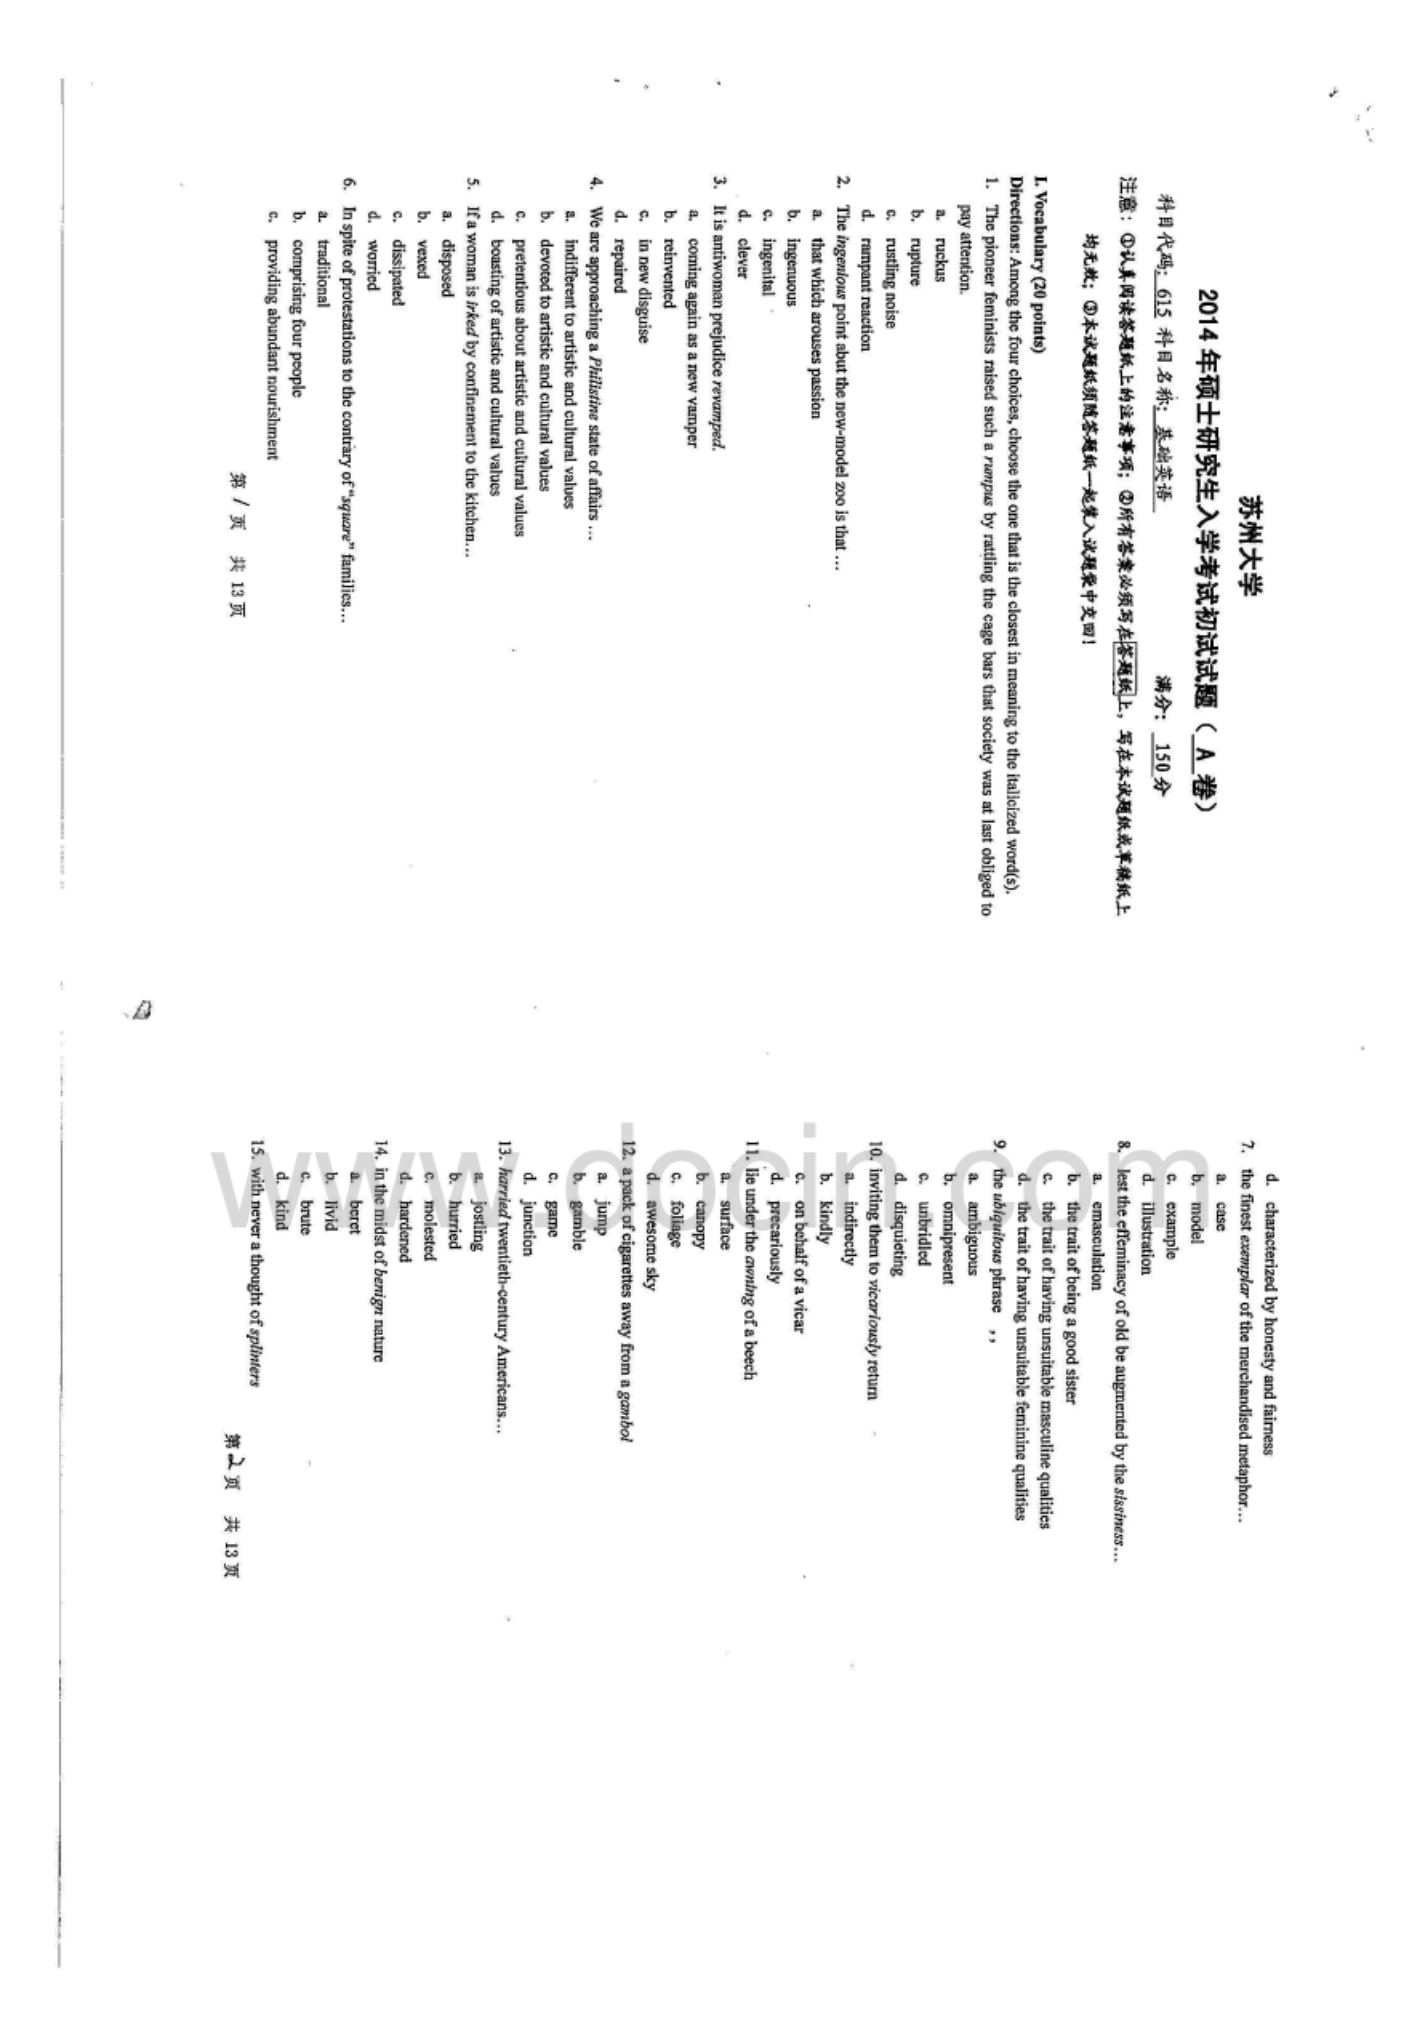 苏州大学
2014 年硕士研究生入学考试初试试题（ A 卷）
科目代码: 615 科目名称: 基础英语 满分: 150 分
注意: ①认真阅读答题纸上的注意事项; ②所有答案必须写在答题纸上, 写在本试题纸或草稿纸上
均无效; ③本试题纸须随答题纸一起装入试题袋中交回!
I. Vocabulary (20 points)
Directions: Among the four choices, choose the one that is the closest in meaning to the italicized word(s).
1. The pioneer feminists raised such a rumpus by rattling the cage bars that society was at last obliged to
pay attention.
a. ruckus
b. rupture
c. rustling noise
d. rampant reaction
2. The ingenious point abut the new-model zoo is that ...
a. that which arouses passion
b. ingenuous
c. ingenital
d. clever
3. It is antiwoman prejudice revamped.
a. coming again as a new vamper
b. reinvented
c. in new disguise
d. repaired
4. We are approaching a Philistine state of affairs ...
a. indifferent to artistic and cultural values
b. devoted to artistic and cultural values
c. pretentious about artistic and cultural values
d. boasting of artistic and cultural values
5. If a woman is irked by confinement to the kitchen...
a. disposed
b. vexed
c. dissipated
d. worried
6. In spite of protestations to the contrary of "square" families...
a. traditional
b. comprising four people
c. providing abundant nourishment
第 1 页 共 13 页
d. characterized by honesty and fairness
7. the finest exemplar of the merchandised metaphor...
a. case
b. model
c. example
d. illustration
8. lest the effeminacy of old be augmented by the sissiness...
a. emasculation
b. the trait of being a good sister
c. the trait of having unsuitable masculine qualities
d. the trait of having unsuitable feminine qualities
9. the ubiquitous phrase ,,
a. ambiguous
b. omnipresent
c. unbridled
d. disquieting
10. inviting them to vicariously return
a. indirectly
b. kindly
c. on behalf of a vicar
d. precariously
11. lie under the awning of a beech
a. surface
b. canopy
c. foliage
d. awesome sky
12. a pack of cigarettes away from a gambol
a. jump
b. gamble
c. game
d. junction
13. harried twentieth-century Americans...
a. jostling
b. hurried
c. molested
d. hardened
14. in the midst of benign nature
a. beret
b. livid
c. brute
d. kind
15. with never a thought of splinters
第 2 页 共 13 页
www.docin.com